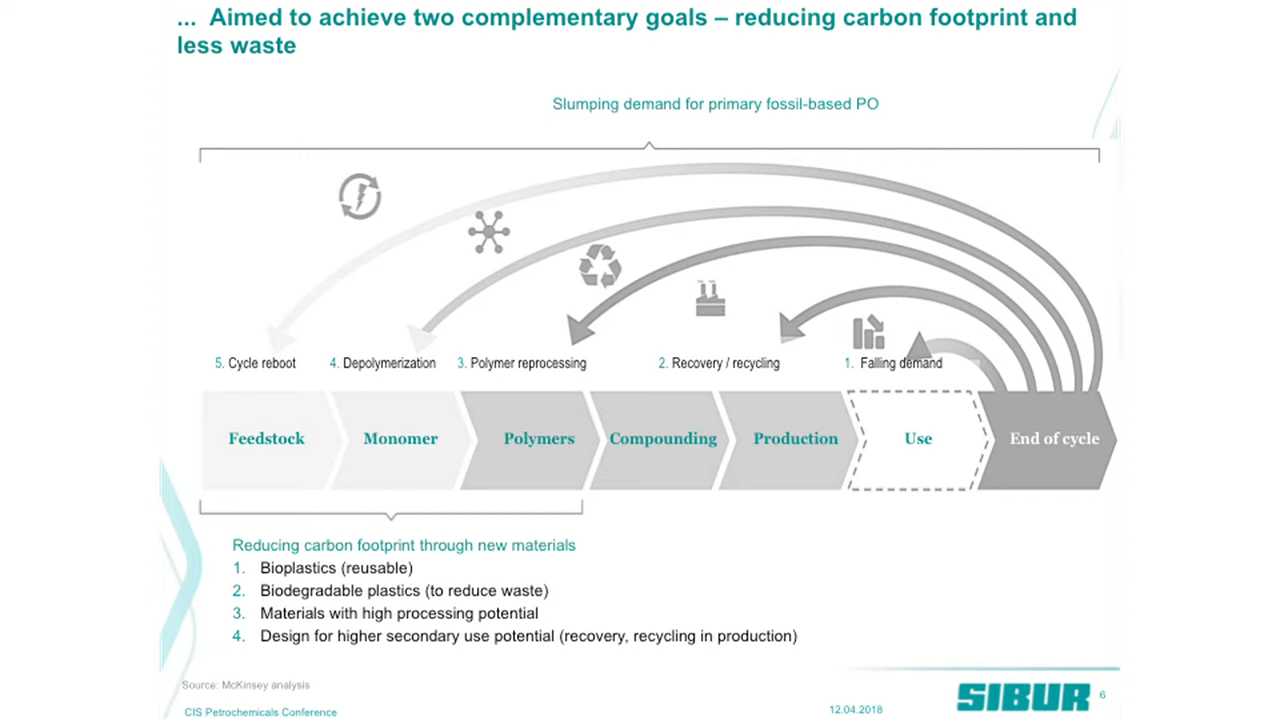 ... Aimed to achieve two complementary goals – reducing carbon footprint and
less waste
Slumping demand for primary fossil-based PO
5. Cycle reboot
4. Depolymerization
3. Polymer reprocessing
2. Recovery / recycling
1. Falling demand
Feedstock
Monomer
Polymers
Compounding
Production
Use
End of cycle
Reducing carbon footprint through new materials
1. Bioplastics (reusable)
2. Biodegradable plastics (to reduce waste)
3. Materials with high processing potential
4. Design for higher secondary use potential (recovery, recycling in production)
Source: McKinsey analysis
CIS Petrochemicals Conference
12.04.2018
SIBUR
6